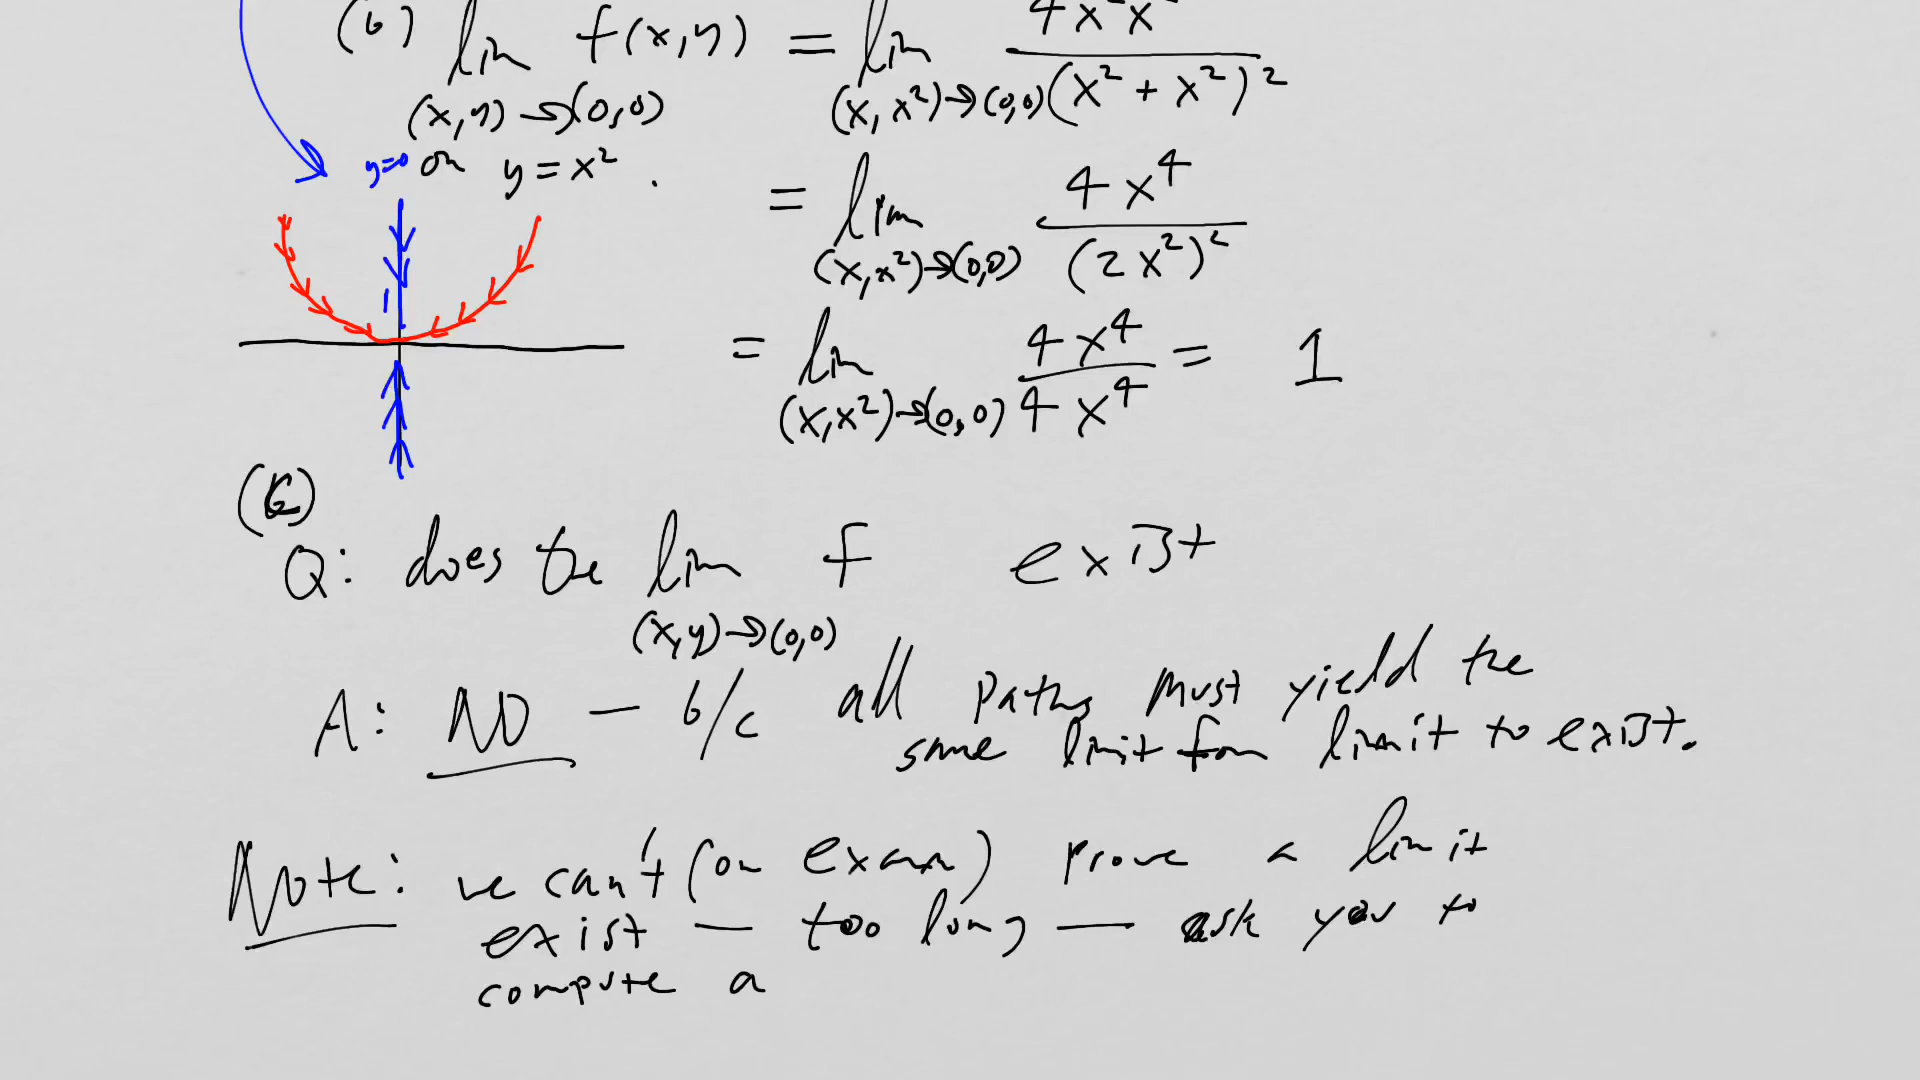 (b) lim f(x,y) = lim 4x²x²
(x,y)→(0,0) (x,x²)→(0,0) (x²+x²)²
y=0 on y=x².
= lim 4x⁴
(x,x²)→(0,0) (2x²)²
= lim 4x⁴ = 1
(x,x²)→(0,0) 4x⁴
(c)
Q: does the lim f exist
(x,y)→(0,0)
A: NO — b/c all paths must yield the
same limit for limit to exist.
Note: we can't (on exam) prove a limit
exist — too long — ask you to
compute a